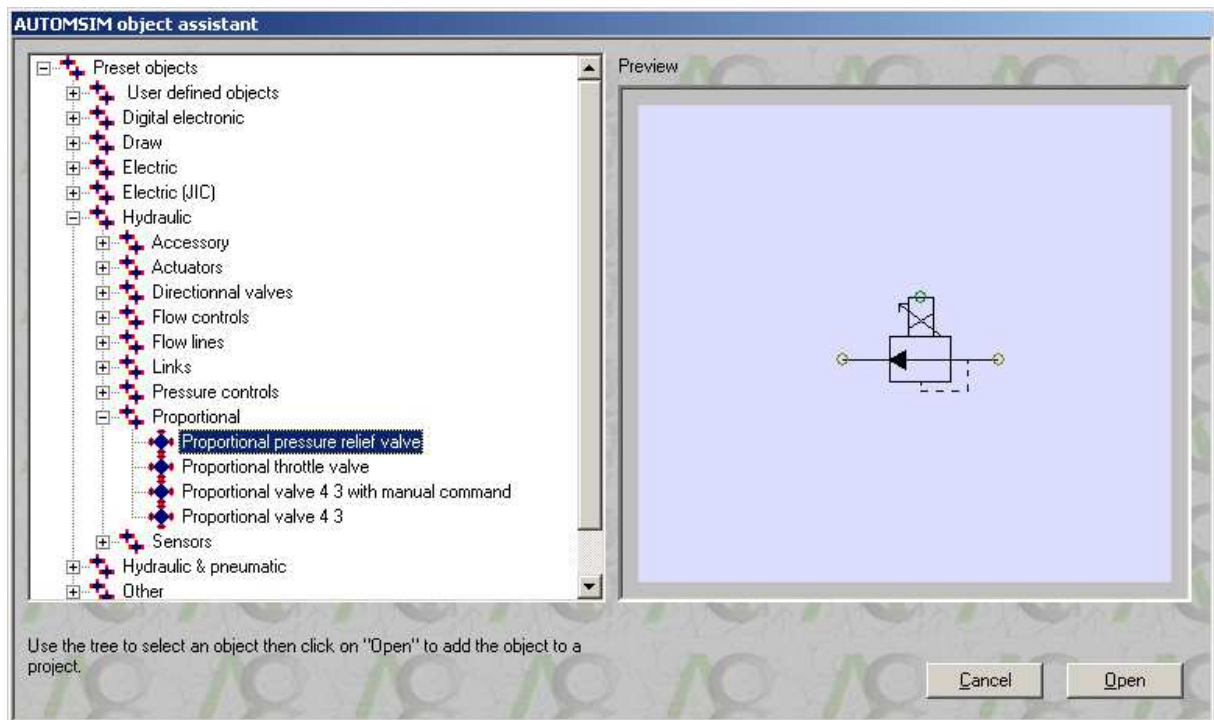 AUTOMSIM object assistant
Preset objects
User defined objects
Digital electronic
Draw
Electric
Electric (JIC)
Hydraulic
Accessory
Actuators
Directionnal valves
Flow controls
Flow lines
Links
Pressure controls
Proportional
Proportional pressure relief valve
Proportional throttle valve
Proportional valve 4 3 with manual command
Proportional valve 4 3
Sensors
Hydraulic & pneumatic
Other
Preview
Use the tree to select an object then click on "Open" to add the object to a
project.
Cancel
Open